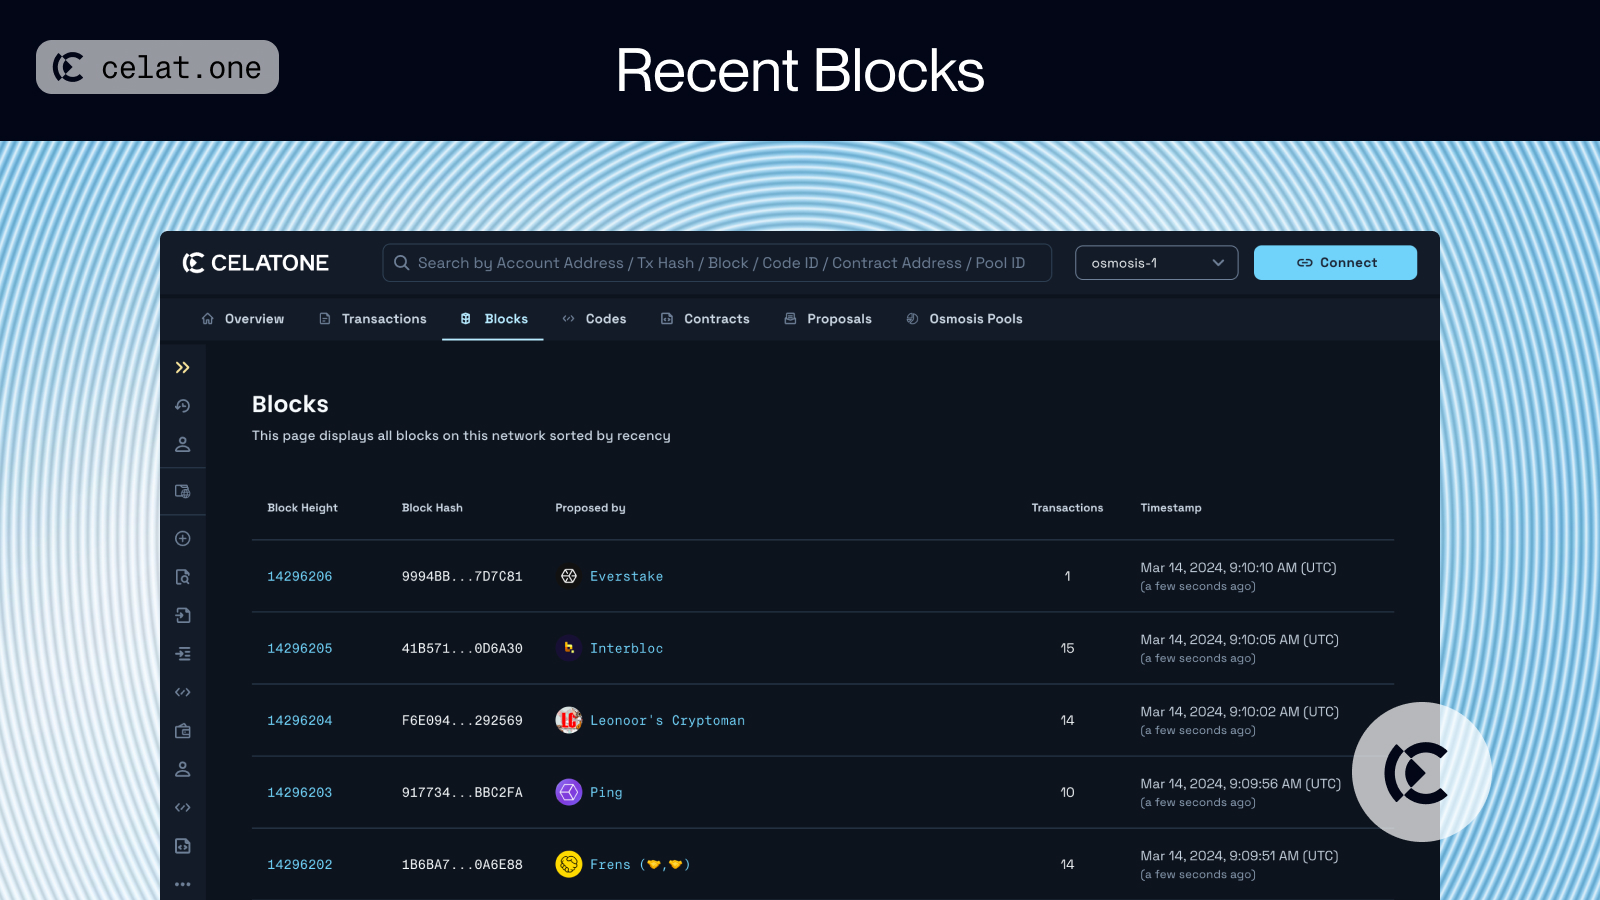 celat.one
Recent Blocks
CELATONE
Search by Account Address / Tx Hash / Block / Code ID / Contract Address / Pool ID
osmosis-1
Connect
Overview
Transactions
Blocks
Codes
Contracts
Proposals
Osmosis Pools
Blocks
This page displays all blocks on this network sorted by recency
Block Height Block Hash Proposed by Transactions Timestamp
14296206 9994BB...7D7C81 Everstake 1 Mar 14, 2024, 9:10:10 AM (UTC)
(a few seconds ago)
14296205 41B571...0D6A30 Interbloc 15 Mar 14, 2024, 9:10:05 AM (UTC)
(a few seconds ago)
14296204 F6E094...292569 LC Leonoor's Cryptoman 14 Mar 14, 2024, 9:10:02 AM (UTC)
(a few seconds ago)
14296203 917734...BBC2FA Ping 10 Mar 14, 2024, 9:09:56 AM (UTC)
(a few seconds ago)
14296202 1B6BA7...0A6E88 Frens (🤝,🤝) 14 Mar 14, 2024, 9:09:51 AM (UTC)
(a few seconds ago)